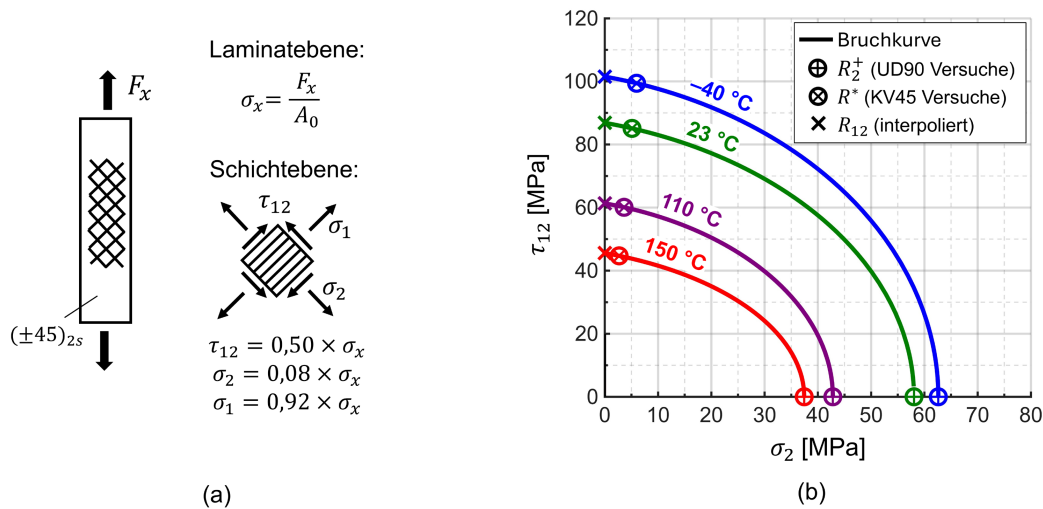 Laminatebene:
σ_x = F_x / A_0
F_x
Schichtebene:
τ_12
σ_1
σ_2
(±45)_2s
τ_12 = 0,50 × σ_x
σ_2 = 0,08 × σ_x
σ_1 = 0,92 × σ_x
(a)
120
100
80
60
40
20
0
τ_12 [MPa]
Bruchkurve
R_2^+ (UD90 Versuche)
R* (KV45 Versuche)
R_12 (interpoliert)
–40 °C
23 °C
110 °C
150 °C
0 10 20 30 40 50 60 70 80
σ_2 [MPa]
(b)